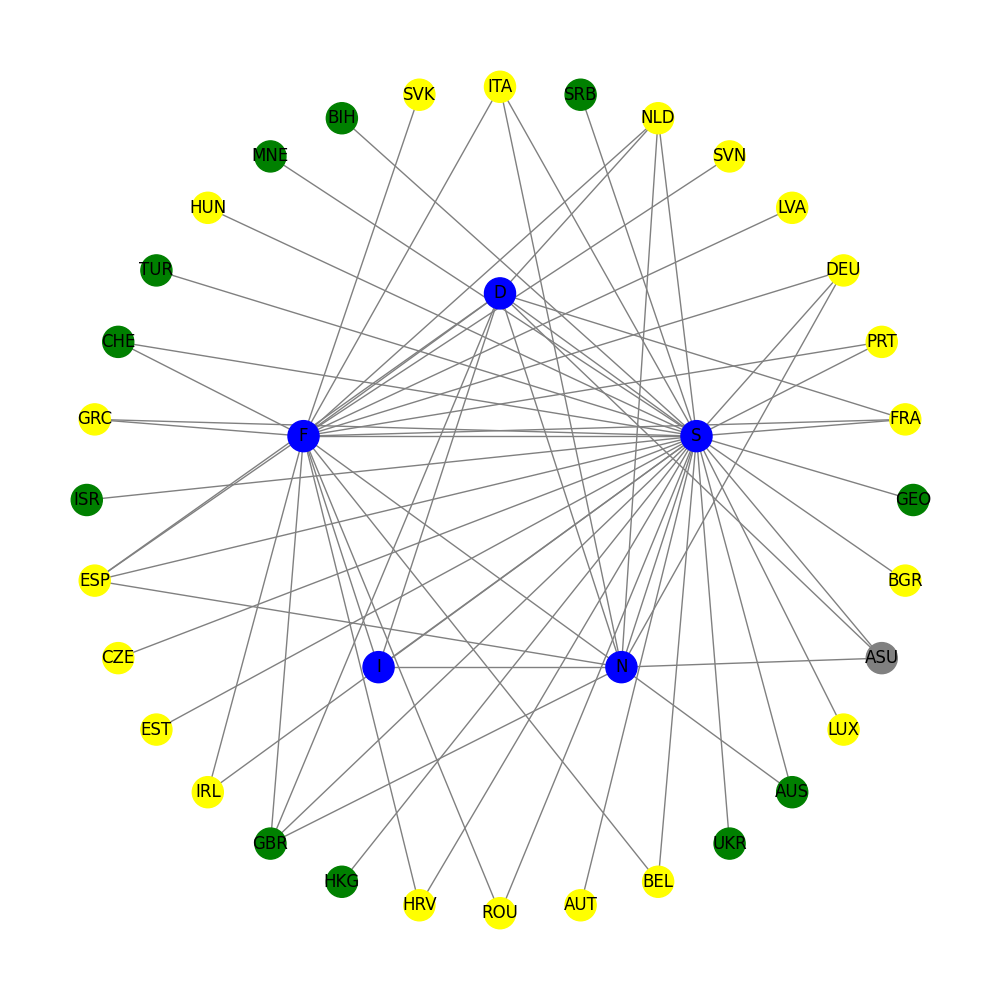 ITA
SVK
SRB
BIH
NLD
MNE
SVN
HUN
LVA
TUR
DEU
D
CHE
PRT
GRC
FRA
F
S
ISR
GEO
ESP
BGR
CZE
ASU
I
N
EST
LUX
IRL
AUS
GBR
UKR
HKG
BEL
HRV
AUT
ROU